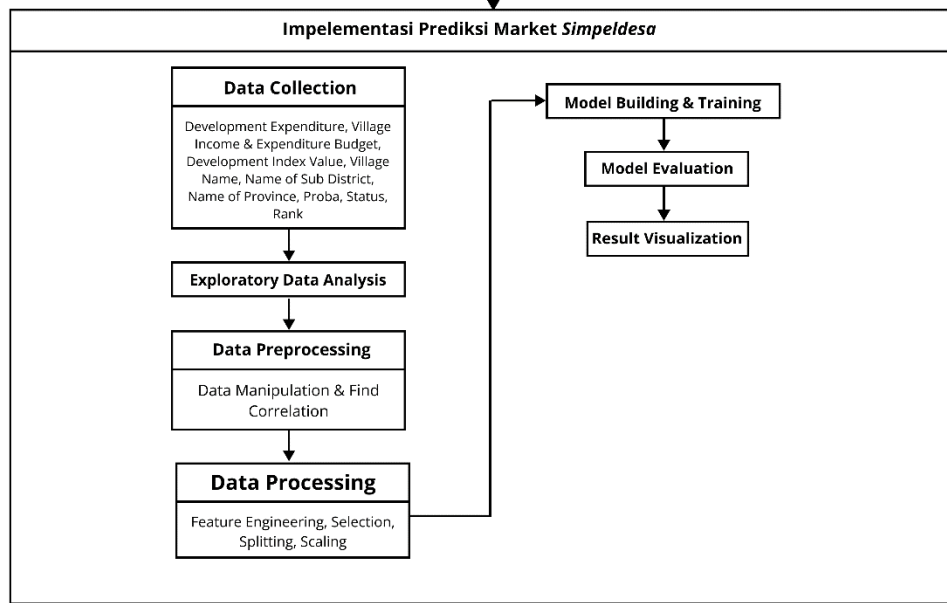 Impelementasi Prediksi Market Simpeldesa
Data Collection
Development Expenditure, Village
Income & Expenditure Budget,
Development Index Value, Village
Name, Name of Sub District,
Name of Province, Proba, Status,
Rank
Exploratory Data Analysis
Data Preprocessing
Data Manipulation & Find
Correlation
Data Processing
Feature Engineering, Selection,
Splitting, Scaling
Model Building & Training
Model Evaluation
Result Visualization